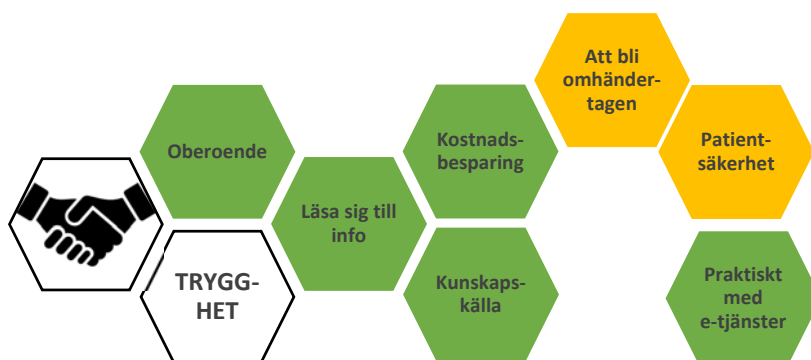 Oberoende
TRYGG-
HET
Läsa sig till
info
Kostnads-
besparing
Kunskaps-
källa
Att bli
omhänder-
tagen
Patient-
säkerhet
Praktiskt
med
e-tjänster